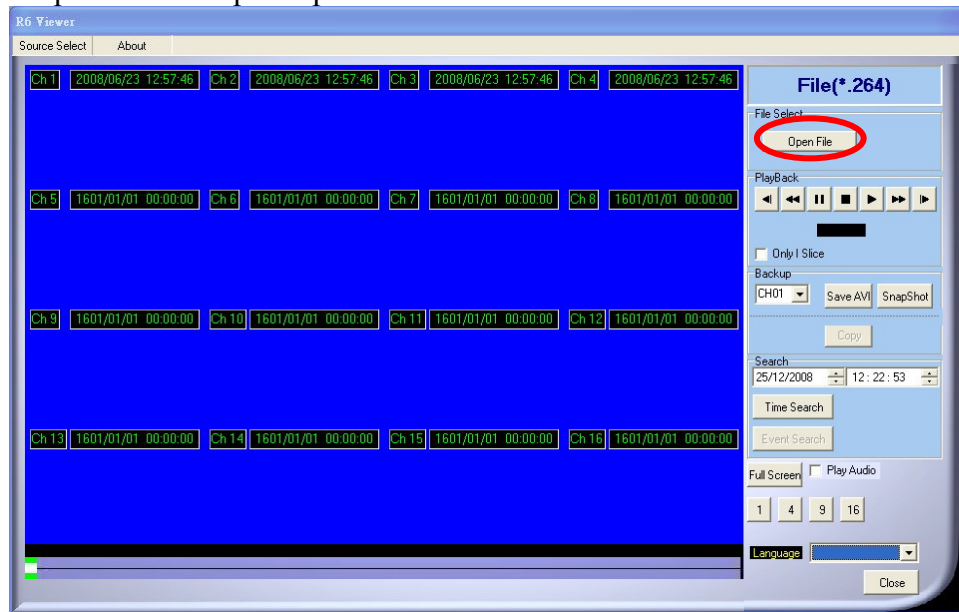 R6 Viewer
Source Select About
Ch 1 2008/06/23 12:57:46 Ch 2 2008/06/23 12:57:46 Ch 3 2008/06/23 12:57:46 Ch 4 2008/06/23 12:57:46
File(*.264)
File Select
Open File
PlayBack
Ch 5 1601/01/01 00:00:00 Ch 6 1601/01/01 00:00:00 Ch 7 1601/01/01 00:00:00 Ch 8 1601/01/01 00:00:00
Only I Slice
Backup
CH01 Save AVI SnapShot
Ch 9 1601/01/01 00:00:00 Ch 10 1601/01/01 00:00:00 Ch 11 1601/01/01 00:00:00 Ch 12 1601/01/01 00:00:00
Copy
Search
25/12/2008 12:22:53
Time Search
Ch 13 1601/01/01 00:00:00 Ch 14 1601/01/01 00:00:00 Ch 15 1601/01/01 00:00:00 Ch 16 1601/01/01 00:00:00
Event Search
Full Screen Play Audio
1 4 9 16
Language
Close